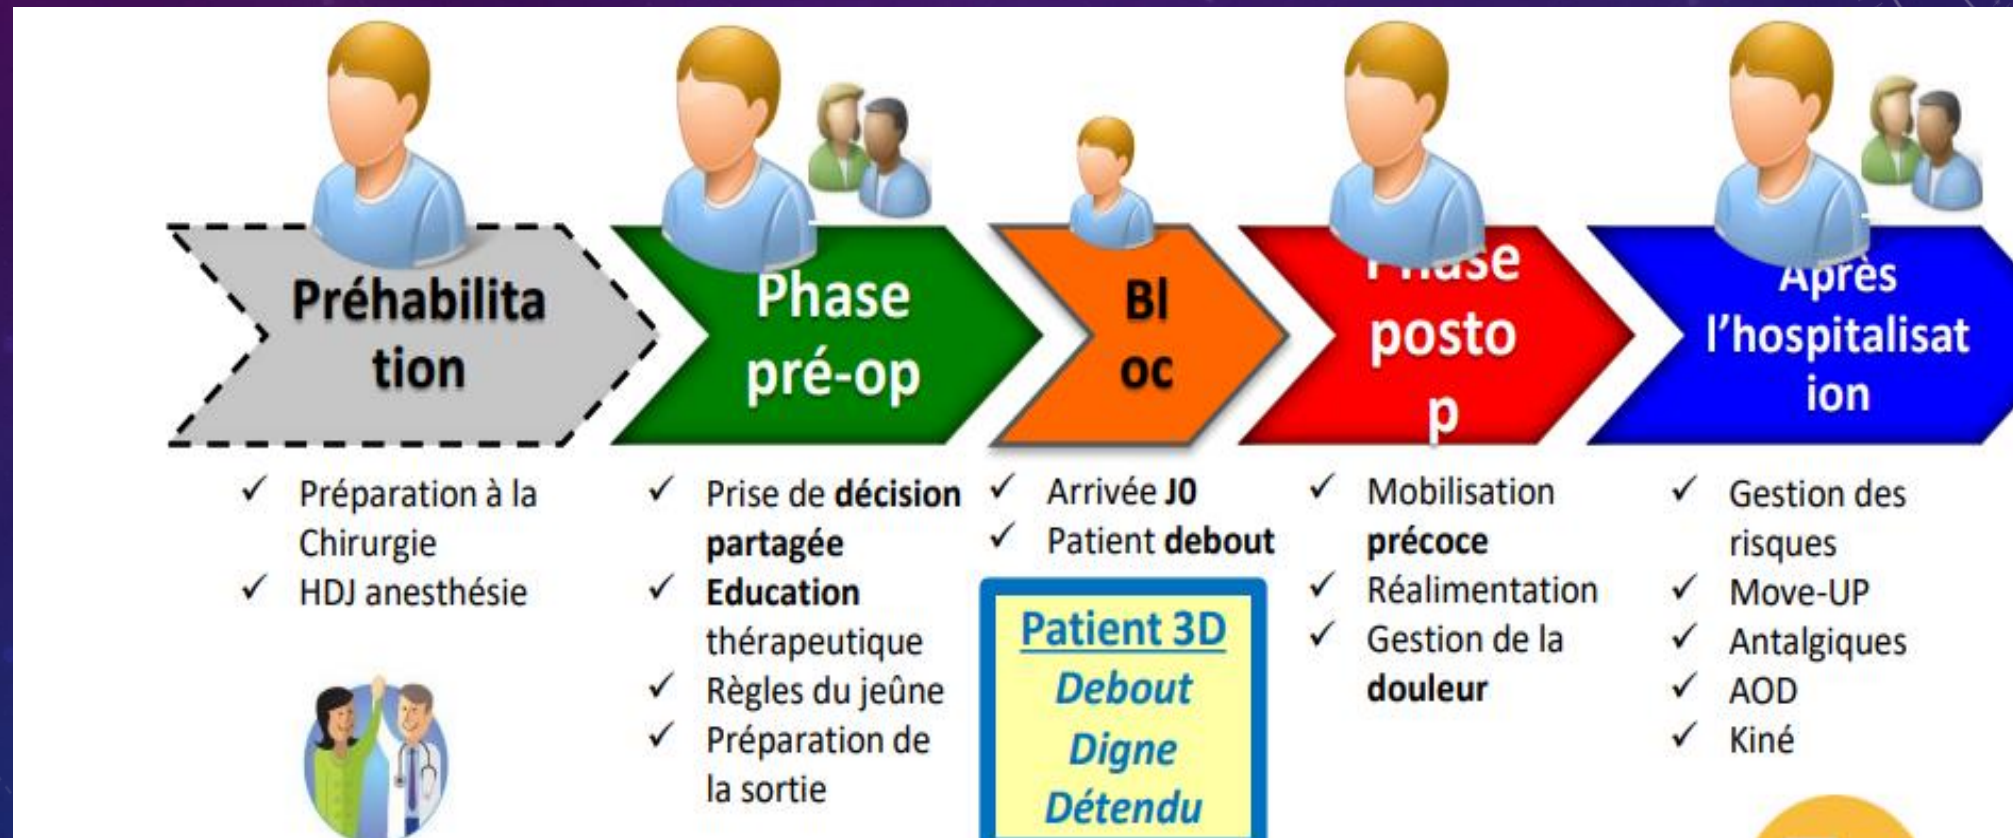 Préhabilita
tion
Phase
pré-op
Bl
oc
Phase
posto
p
Après
l'hospitalisat
ion
✓ Préparation à la
Chirurgie
✓ HDJ anesthésie
✓ Prise de décision
partagée
✓ Education
thérapeutique
✓ Règles du jeûne
✓ Préparation de
la sortie
✓ Arrivée J0
✓ Patient debout
Patient 3D
Debout
Digne
Détendu
✓ Mobilisation
précoce
✓ Réalimentation
✓ Gestion de la
douleur
✓ Gestion des
risques
✓ Move-UP
✓ Antalgiques
✓ AOD
✓ Kiné